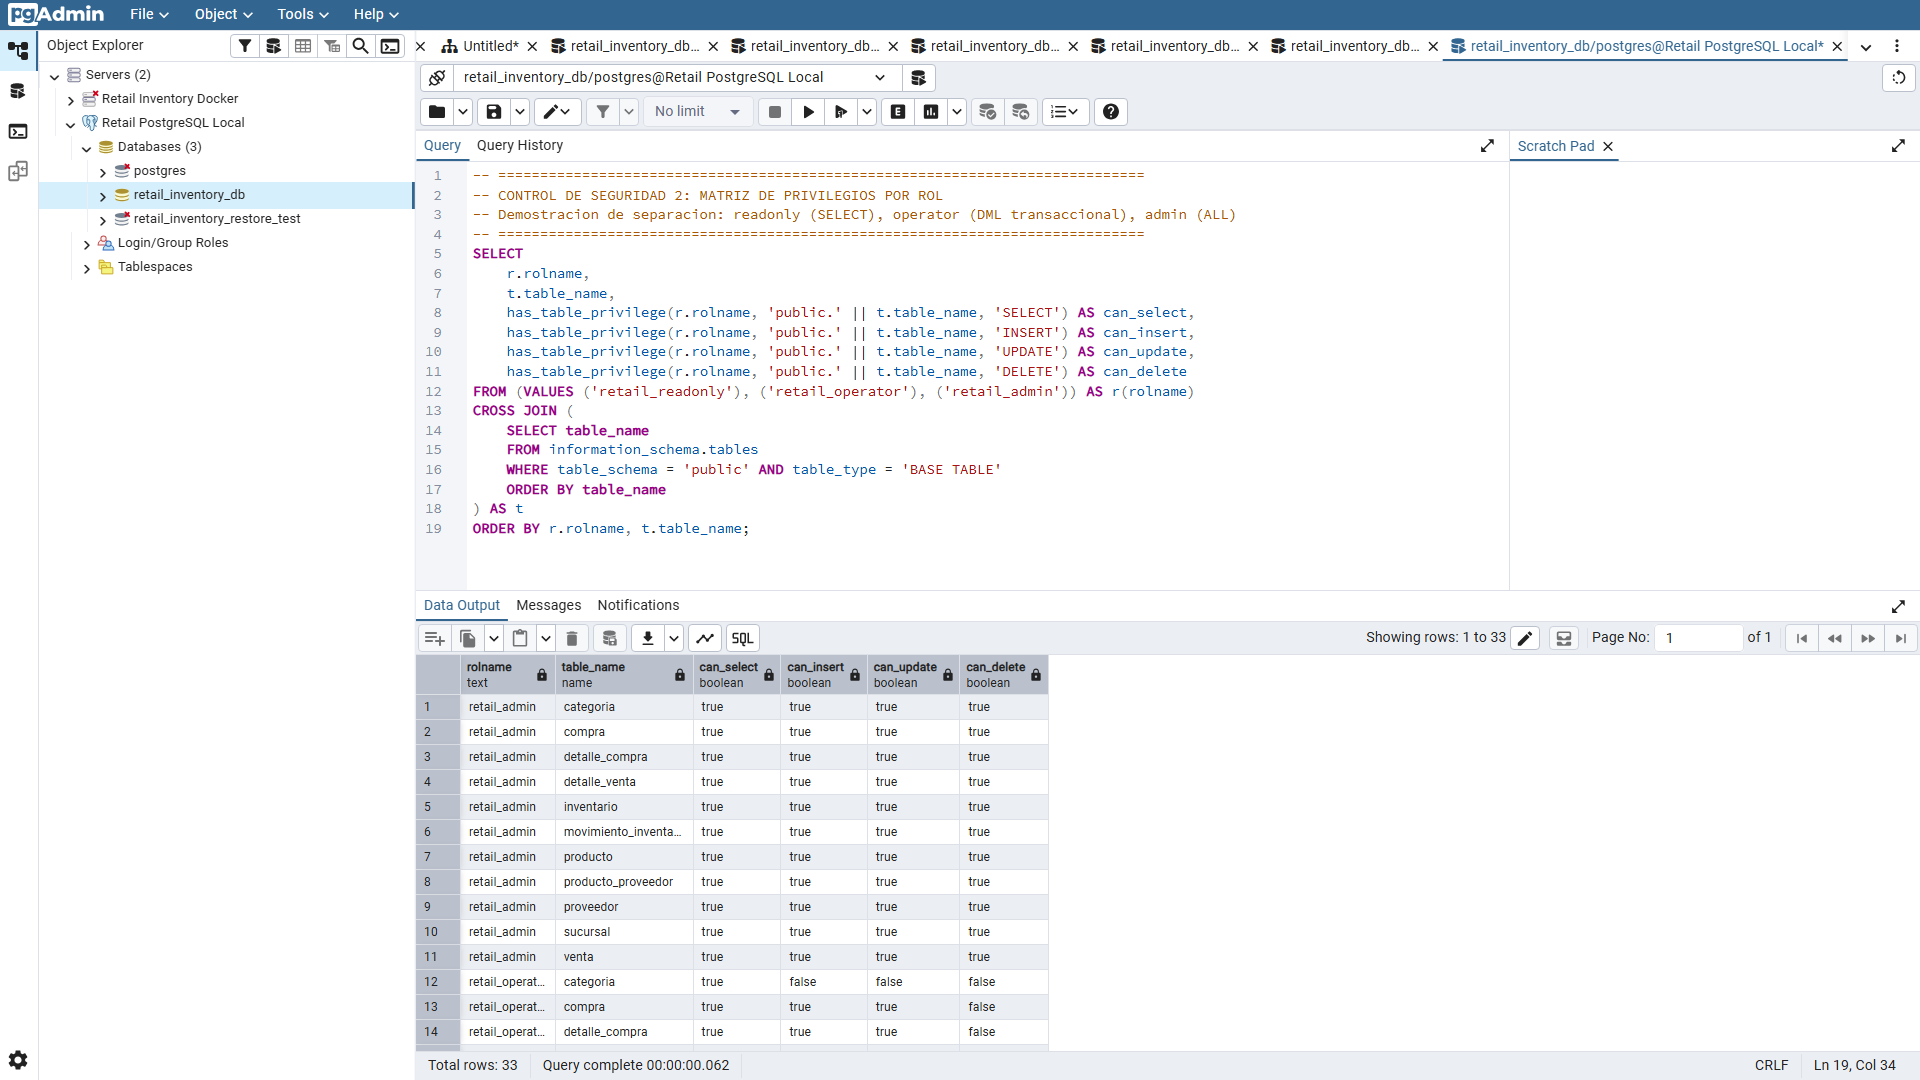 pgAdmin File Object Tools Help
Object Explorer
Untitled* retail_inventory_db... retail_inventory_db... retail_inventory_db... retail_inventory_db... retail_inventory_db... retail_inventory_db/postgres@Retail PostgreSQL Local*
Servers (2)
Retail Inventory Docker
Retail PostgreSQL Local
Databases (3)
postgres
retail_inventory_db
retail_inventory_restore_test
Login/Group Roles
Tablespaces
retail_inventory_db/postgres@Retail PostgreSQL Local
No limit
E
Query Query History
Scratch Pad
1 -- =============================================================================
2 -- CONTROL DE SEGURIDAD 2: MATRIZ DE PRIVILEGIOS POR ROL
3 -- Demostracion de separacion: readonly (SELECT), operator (DML transaccional), admin (ALL)
4 -- =============================================================================
5 SELECT
6 r.rolname,
7 t.table_name,
8 has_table_privilege(r.rolname, 'public.' || t.table_name, 'SELECT') AS can_select,
9 has_table_privilege(r.rolname, 'public.' || t.table_name, 'INSERT') AS can_insert,
10 has_table_privilege(r.rolname, 'public.' || t.table_name, 'UPDATE') AS can_update,
11 has_table_privilege(r.rolname, 'public.' || t.table_name, 'DELETE') AS can_delete
12 FROM (VALUES ('retail_readonly'), ('retail_operator'), ('retail_admin')) AS r(rolname)
13 CROSS JOIN (
14 SELECT table_name
15 FROM information_schema.tables
16 WHERE table_schema = 'public' AND table_type = 'BASE TABLE'
17 ORDER BY table_name
18 ) AS t
19 ORDER BY r.rolname, t.table_name;
Data Output Messages Notifications
SQL
Showing rows: 1 to 33 Page No: 1 of 1
rolname table_name can_select can_insert can_update can_delete
text name boolean boolean boolean boolean
1 retail_admin categoria true true true true
2 retail_admin compra true true true true
3 retail_admin detalle_compra true true true true
4 retail_admin detalle_venta true true true true
5 retail_admin inventario true true true true
6 retail_admin movimiento_inventa... true true true true
7 retail_admin producto true true true true
8 retail_admin producto_proveedor true true true true
9 retail_admin proveedor true true true true
10 retail_admin sucursal true true true true
11 retail_admin venta true true true true
12 retail_operat... categoria true false false false
13 retail_operat... compra true true true false
14 retail_operat... detalle_compra true true true false
Total rows: 33 Query complete 00:00:00.062 CRLF Ln 19, Col 34